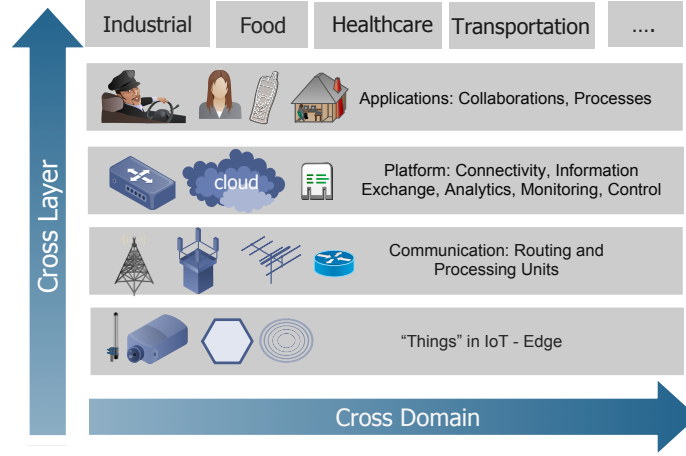 Industrial
Food
Healthcare
Transportation
....
Applications: Collaborations, Processes
cloud
Platform: Connectivity, Information
Exchange, Analytics, Monitoring, Control
Communication: Routing and
Processing Units
“Things” in IoT - Edge
Cross Layer
Cross Domain